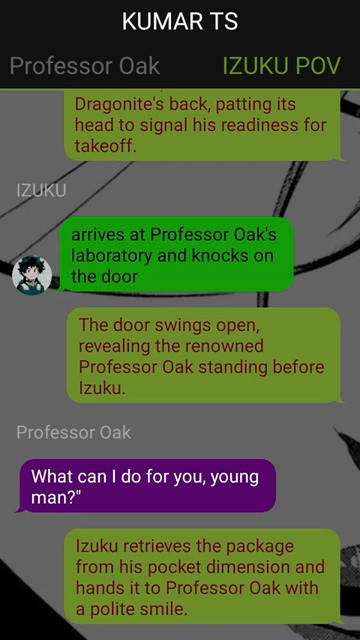 KUMAR TS
Professor Oak
IZUKU POV
Dragonite's back, patting its
head to signal his readiness for
takeoff.
IZUKU
arrives at Professor Oak's
laboratory and knocks on
the door
The door swings open,
revealing the renowned
Professor Oak standing before
Izuku.
Professor Oak
What can I do for you, young
man?"
Izuku retrieves the package
from his pocket dimension and
hands it to Professor Oak with
a polite smile.